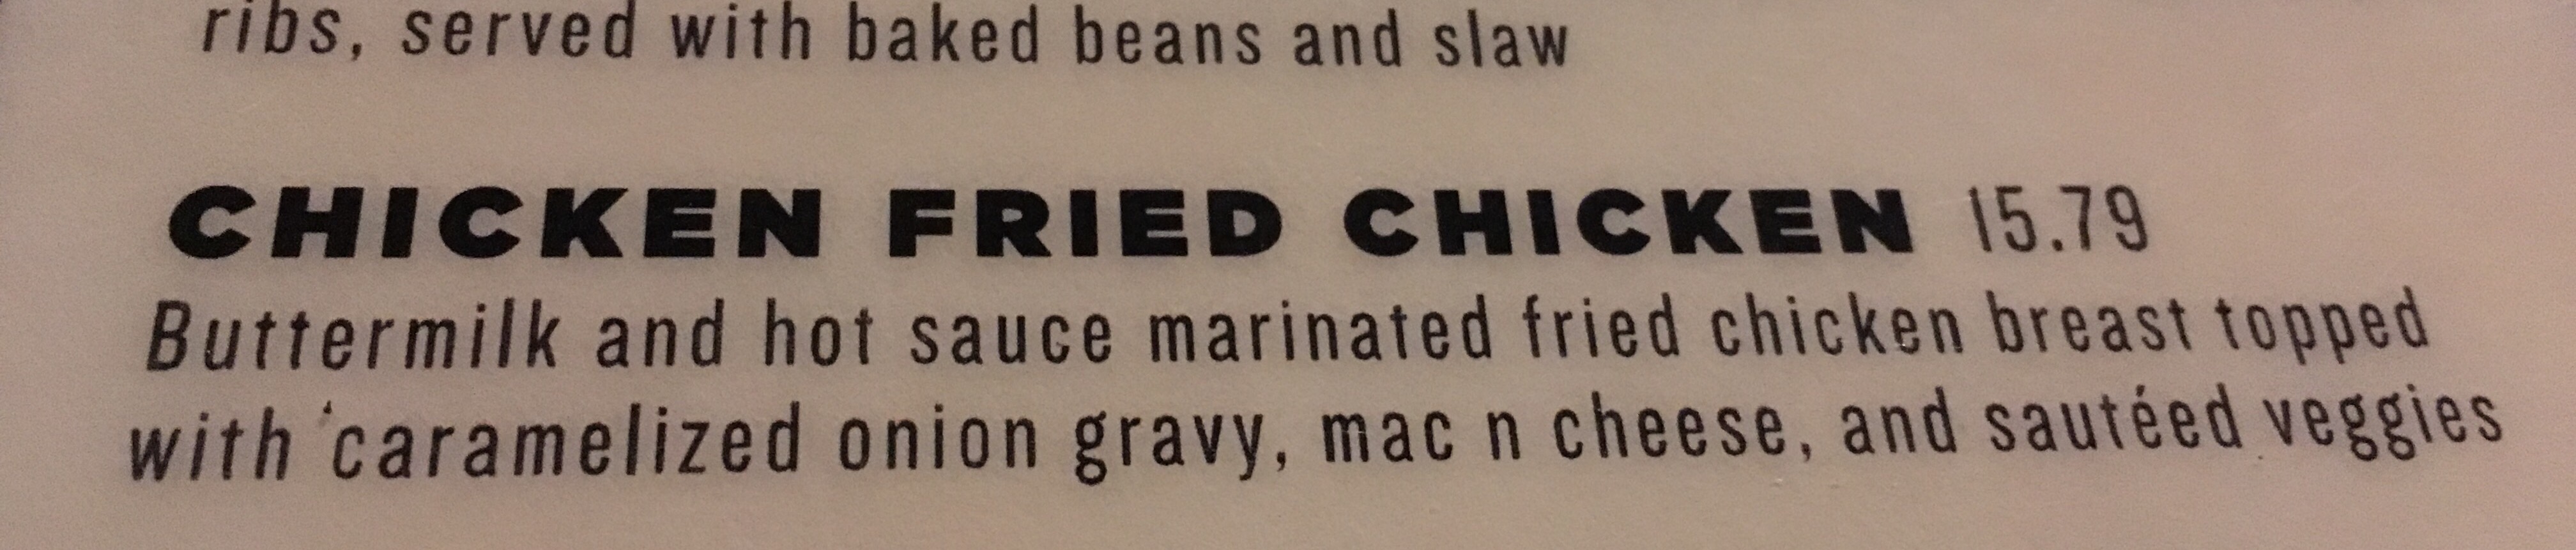 ribs, served with baked beans and slaw
CHICKEN FRIED CHICKEN 15.79
Buttermilk and hot sauce marinated fried chicken breast topped
with caramelized onion gravy, mac n cheese, and sautéed veggies